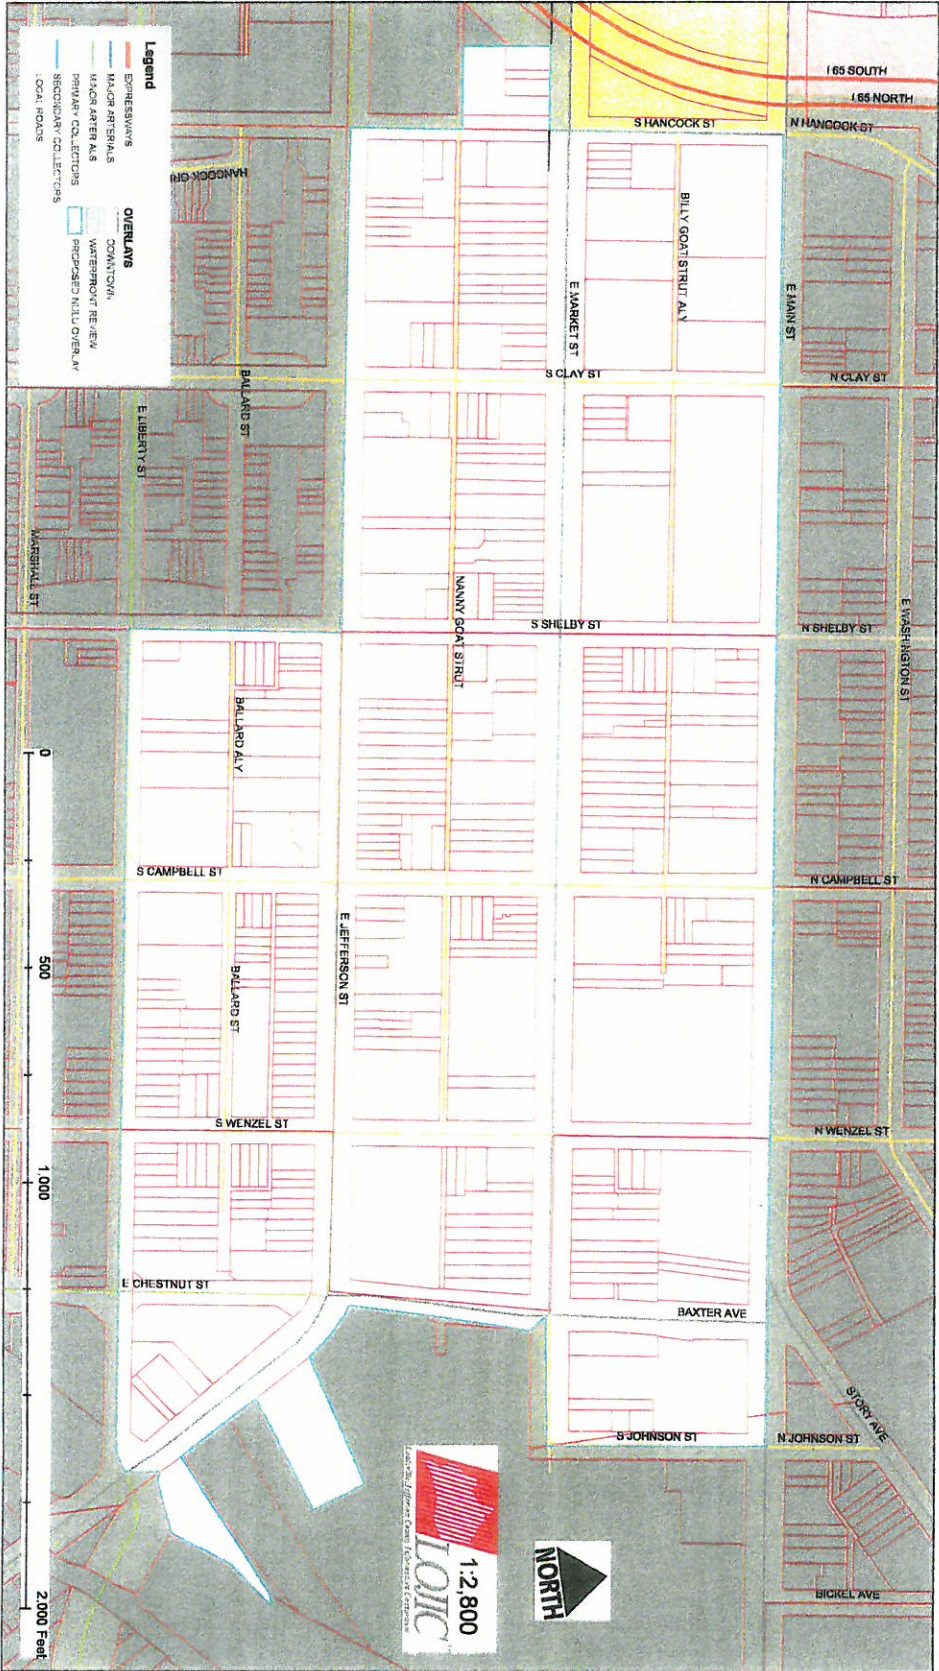 I 65 SOUTH
I 65 NORTH
S HANCOCK ST
N HANCOCK ST
BILLY GOAT STRUT ALY
E MAIN ST
E MARKET ST
S CLAY ST
N CLAY ST
E WASHINGTON ST
BALLARD ST
E LIBERTY ST
MARSHALL ST
NANNY GOAT STRUT
S SHELBY ST
N SHELBY ST
BALLARD ALY
S CAMPBELL ST
N CAMPBELL ST
E JEFFERSON ST
BALLARD ST
S WENZEL ST
N WENZEL ST
E CHESTNUT ST
BAXTER AVE
STORY AVE
S JOHNSON ST
N JOHNSON ST
BICKEL AVE
Legend
EXPRESSWAYS
MAJOR ARTERIALS
MINOR ARTERIALS
PRIMARY COLLECTORS
SECONDARY COLLECTORS
LOCAL ROADS
OVERLAYS
DOWNTOWN
WATERFRONT REVIEW
PROPOSED NULU OVERLAY
0
500
1,000
2,000 Feet
NORTH
1:2,800
LOJIC